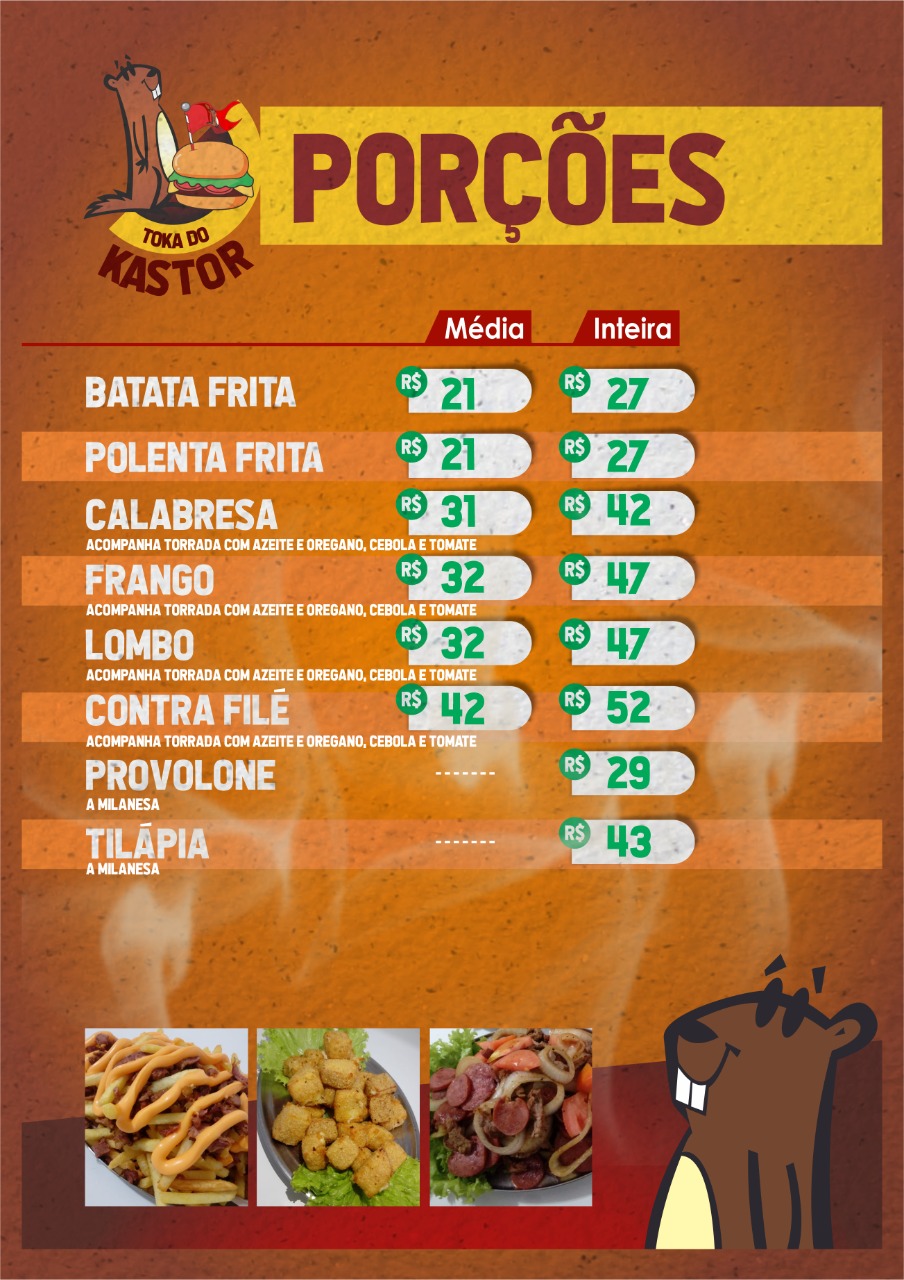 TOKA DO
KASTOR
PORÇÕES
Média Inteira
BATATA FRITA R$ 21 R$ 27
POLENTA FRITA R$ 21 R$ 27
CALABRESA R$ 31 R$ 42
ACOMPANHA TORRADA COM AZEITE E OREGANO, CEBOLA E TOMATE
FRANGO R$ 32 R$ 47
ACOMPANHA TORRADA COM AZEITE E OREGANO, CEBOLA E TOMATE
LOMBO R$ 32 R$ 47
ACOMPANHA TORRADA COM AZEITE E OREGANO, CEBOLA E TOMATE
CONTRA FILÉ R$ 42 R$ 52
ACOMPANHA TORRADA COM AZEITE E OREGANO, CEBOLA E TOMATE
PROVOLONE ------- R$ 29
A MILANESA
TILÁPIA ------- R$ 43
A MILANESA